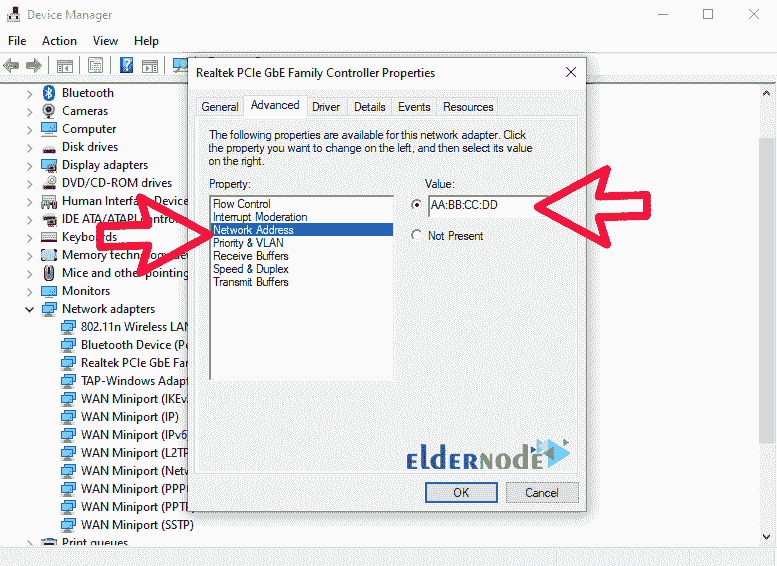 Device Manager
File Action View Help
Realtek PCIe GbE Family Controller Properties
General Advanced Driver Details Events Resources
The following properties are available for this network adapter. Click
the property you want to change on the left, and then select its value
on the right.
Property:
Flow Control
Interrupt Moderation
Network Address
Priority & VLAN
Receive Buffers
Speed & Duplex
Transmit Buffers
Value:
AA:BB:CC:DD
Not Present
ELDERNODE
OK Cancel
Bluetooth
Cameras
Computer
Disk drives
Display adapters
DVD/CD-ROM drives
Human Interface Device
IDE ATA/ATAPI
Keyboards
Memory technology de
Mice and other pointing
Monitors
Network adapters
802.11n Wireless LAN
Bluetooth Device (Pe
Realtek PCIe GbE Fa
TAP-Windows Adapt
WAN Miniport (IKEv
WAN Miniport (IP)
WAN Miniport (IPv6
WAN Miniport (L2TP
WAN Miniport (Netw
WAN Miniport (PPP
WAN Miniport (PPTP
WAN Miniport (SSTP)
Print queues